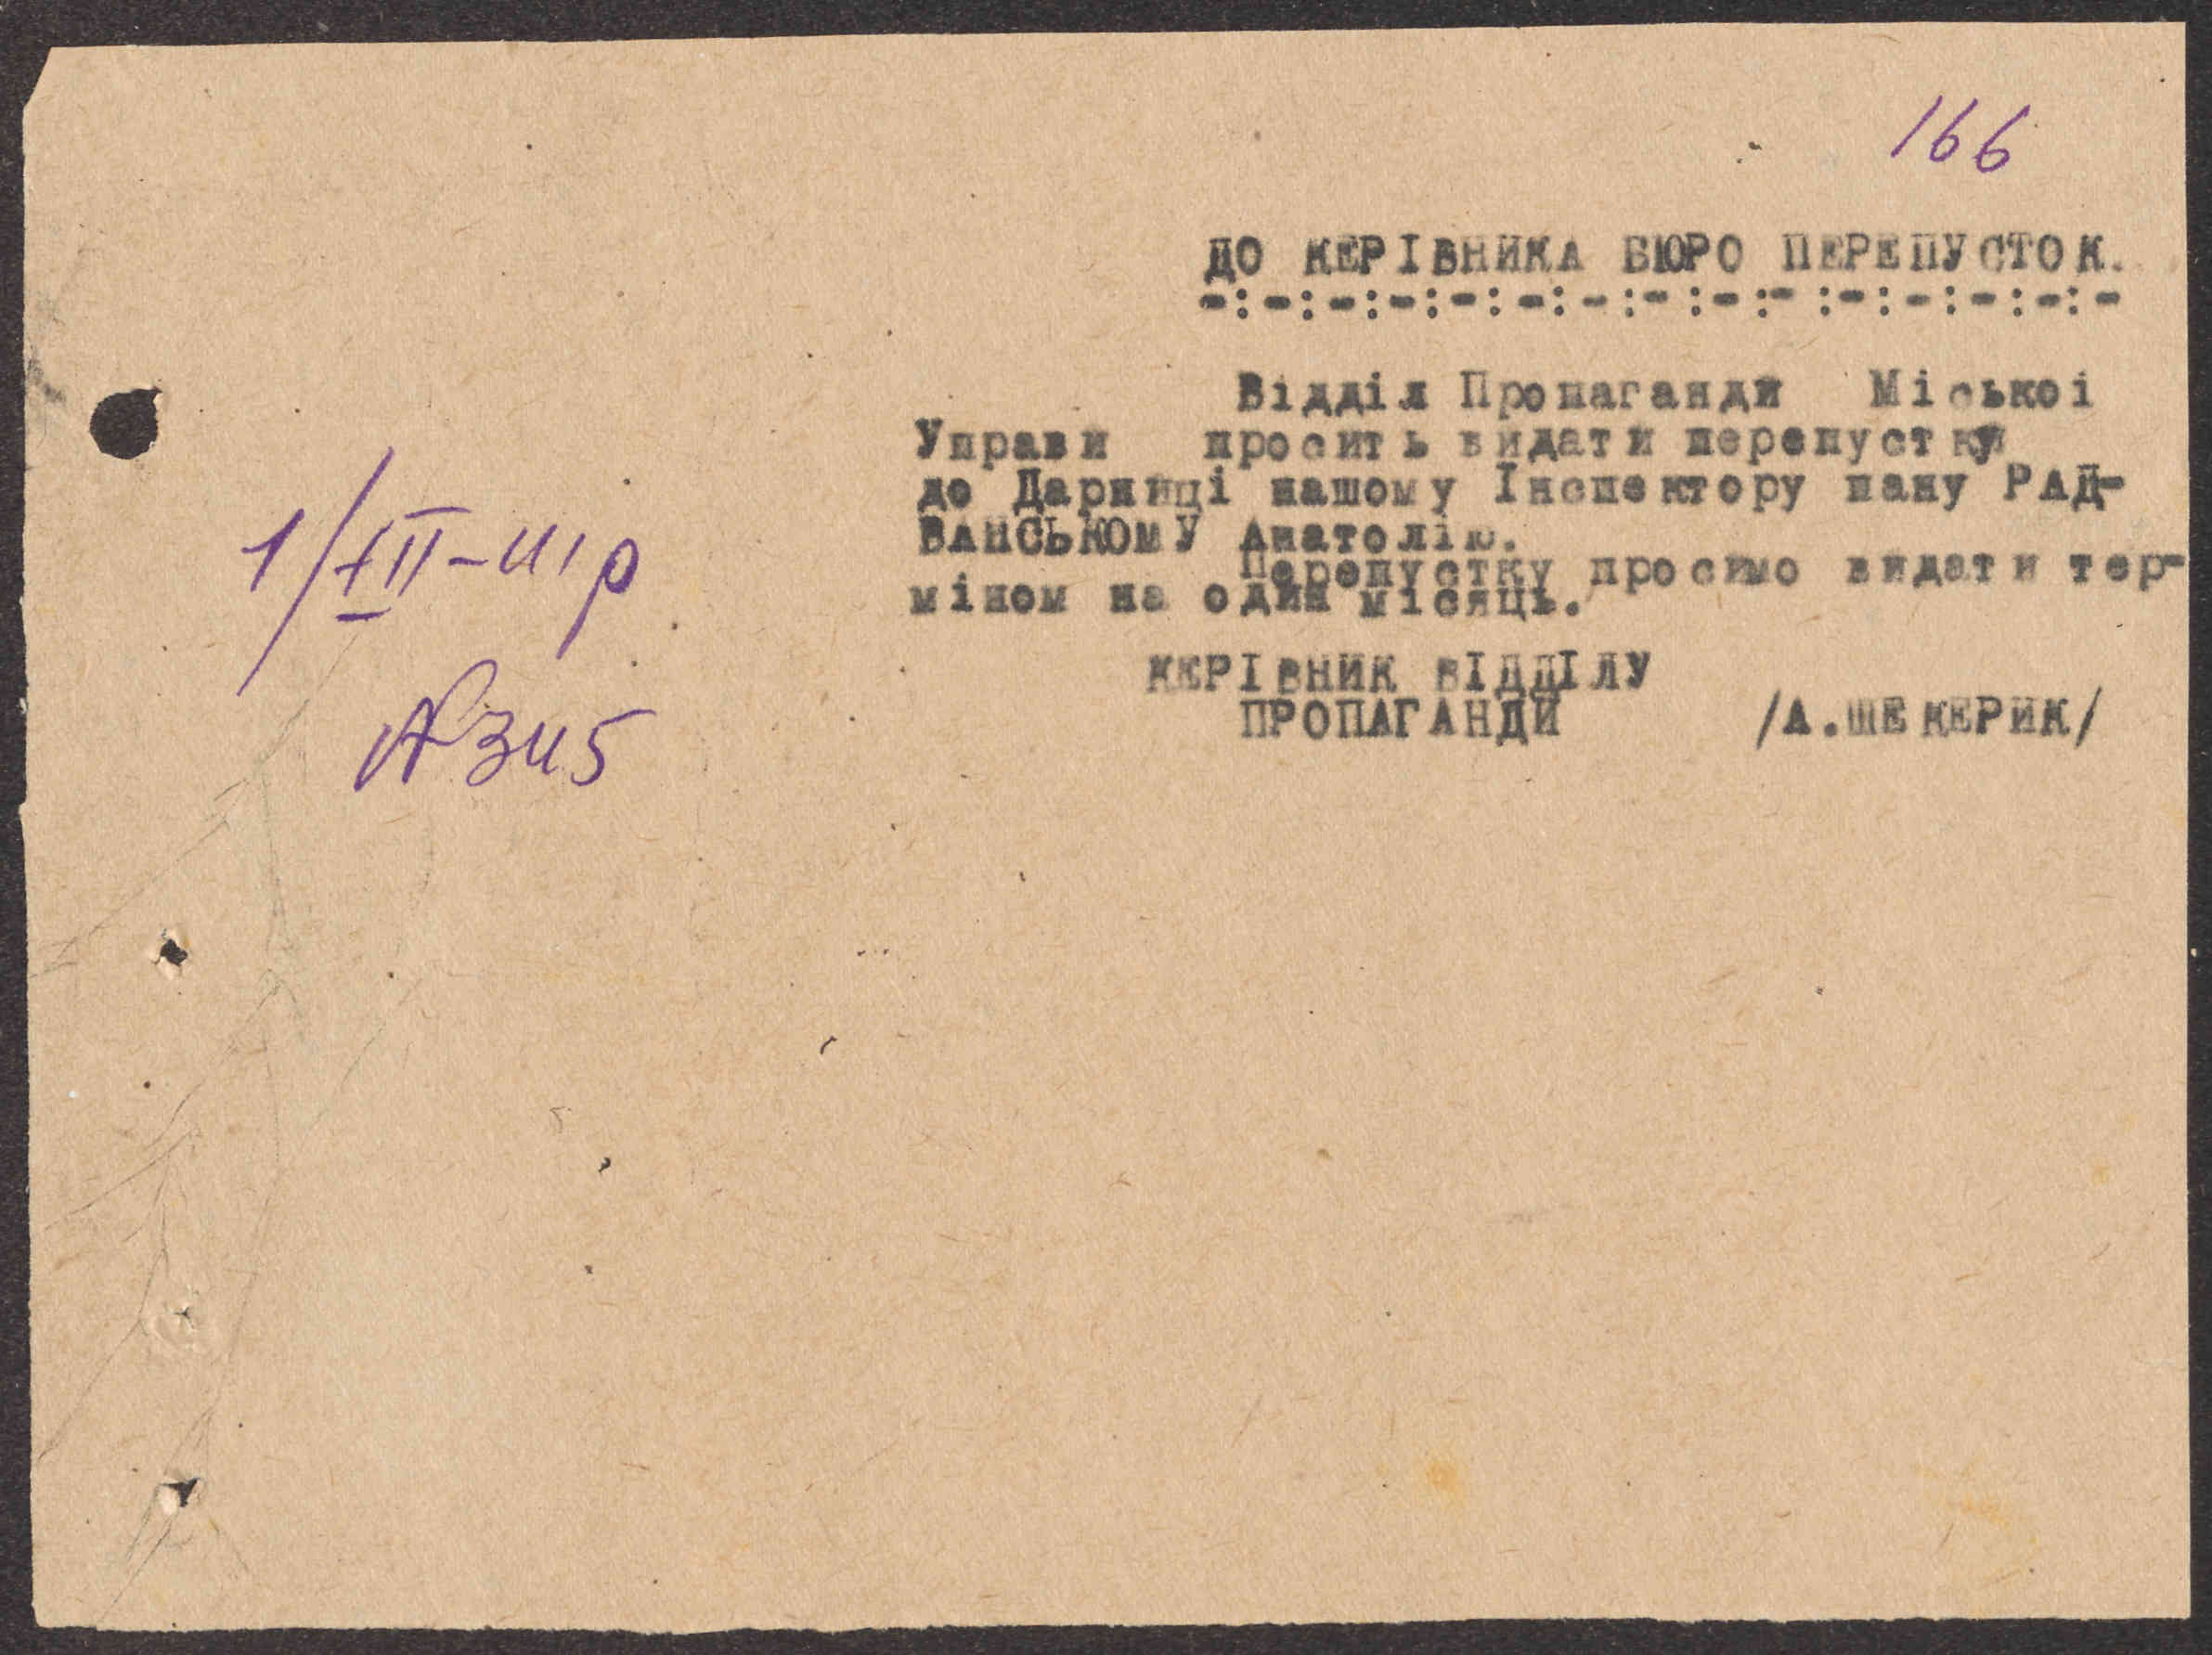 166
ДО КЕРІВНИКА БЮРО ПЕРЕПУСТОК.
-:-:-:-:-:-:-:-:-:-:-:-:-:-:-
Відділ Пропаганди Міської
Управи просить видати перепустку
до Дарниці нашому Інспектору пану РАД-
ВАНСЬКОМУ Анатолію.
Перепустку просимо видати тер-
міном на один місяць.
КЕРІВНИК ВІДДІЛУ
ПРОПАГАНДИ /А.ШЕКЕРИК/
1/XII-41р
№345